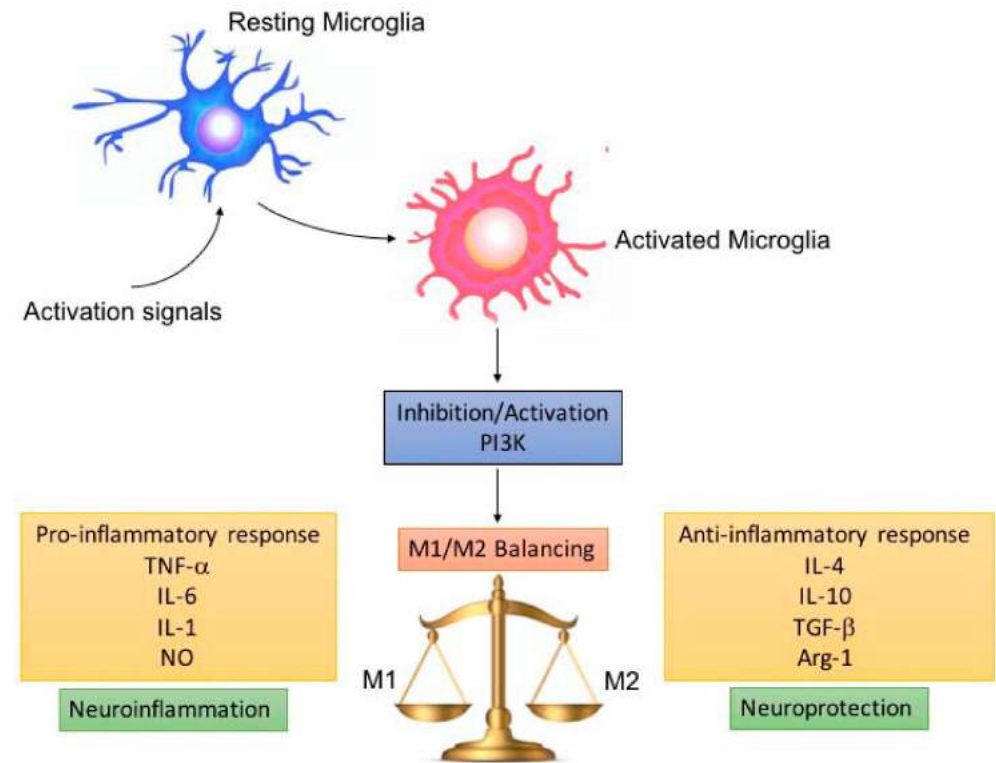 Resting Microglia
Activated Microglia
Activation signals
Inhibition/Activation
PI3K
M1/M2 Balancing
Pro-inflammatory response
TNF-α
IL-6
IL-1
NO
Neuroinflammation
M1
M2
Anti-inflammatory response
IL-4
IL-10
TGF-β
Arg-1
Neuroprotection